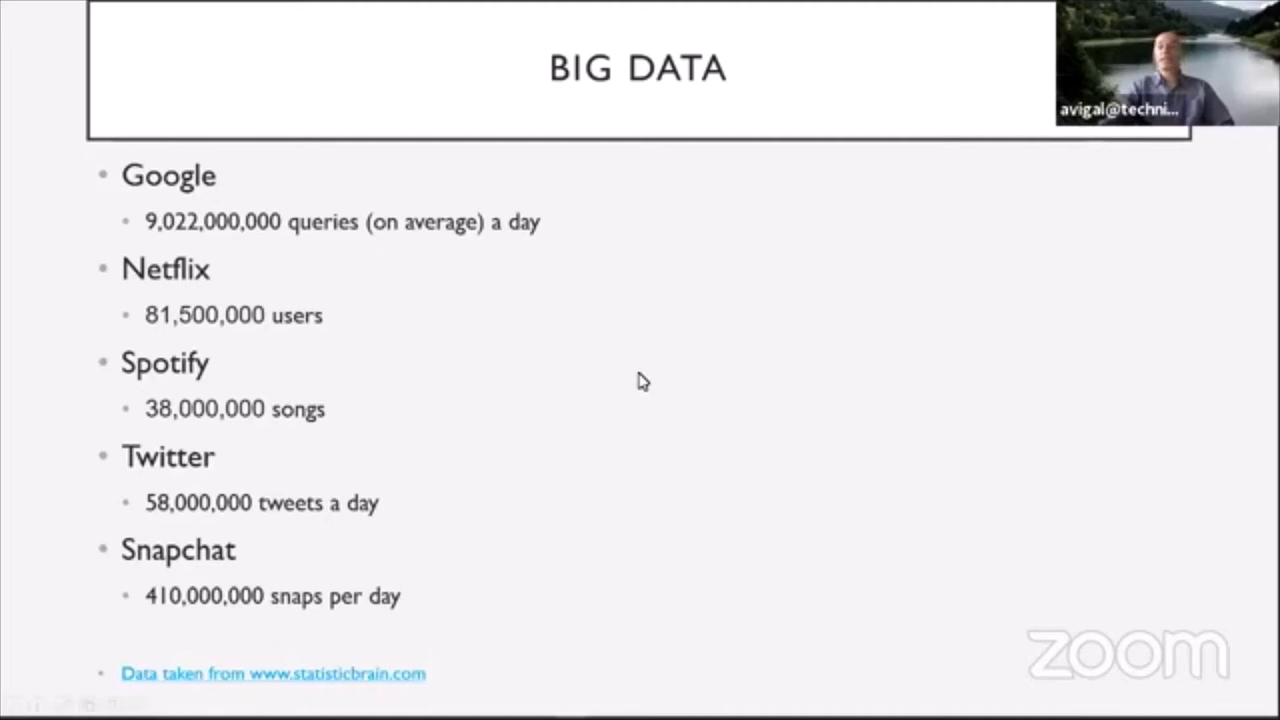 BIG DATA
avigal@techni...
• Google
• 9,022,000,000 queries (on average) a day
• Netflix
• 81,500,000 users
• Spotify
• 38,000,000 songs
• Twitter
• 58,000,000 tweets a day
• Snapchat
• 410,000,000 snaps per day
• Data taken from www.statisticbrain.com
zoom